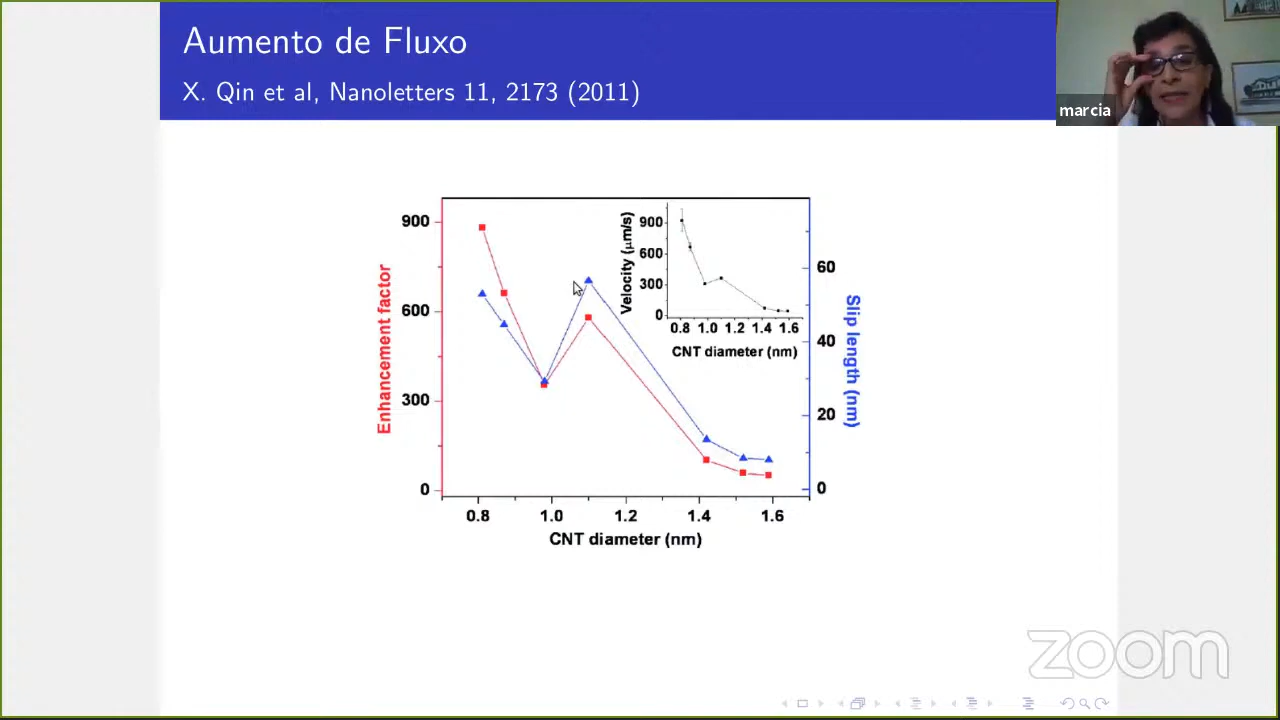 Aumento de Fluxo
X. Qin et al, Nanoletters 11, 2173 (2011)
marcia
900
600
300
0
Enhancement factor
0.8 1.0 1.2 1.4 1.6
CNT diameter (nm)
Velocity (μm/s)
900
600
300
0
0.8 1.0 1.2 1.4 1.6
CNT diameter (nm)
60
40
20
0
Slip length (nm)
zoom